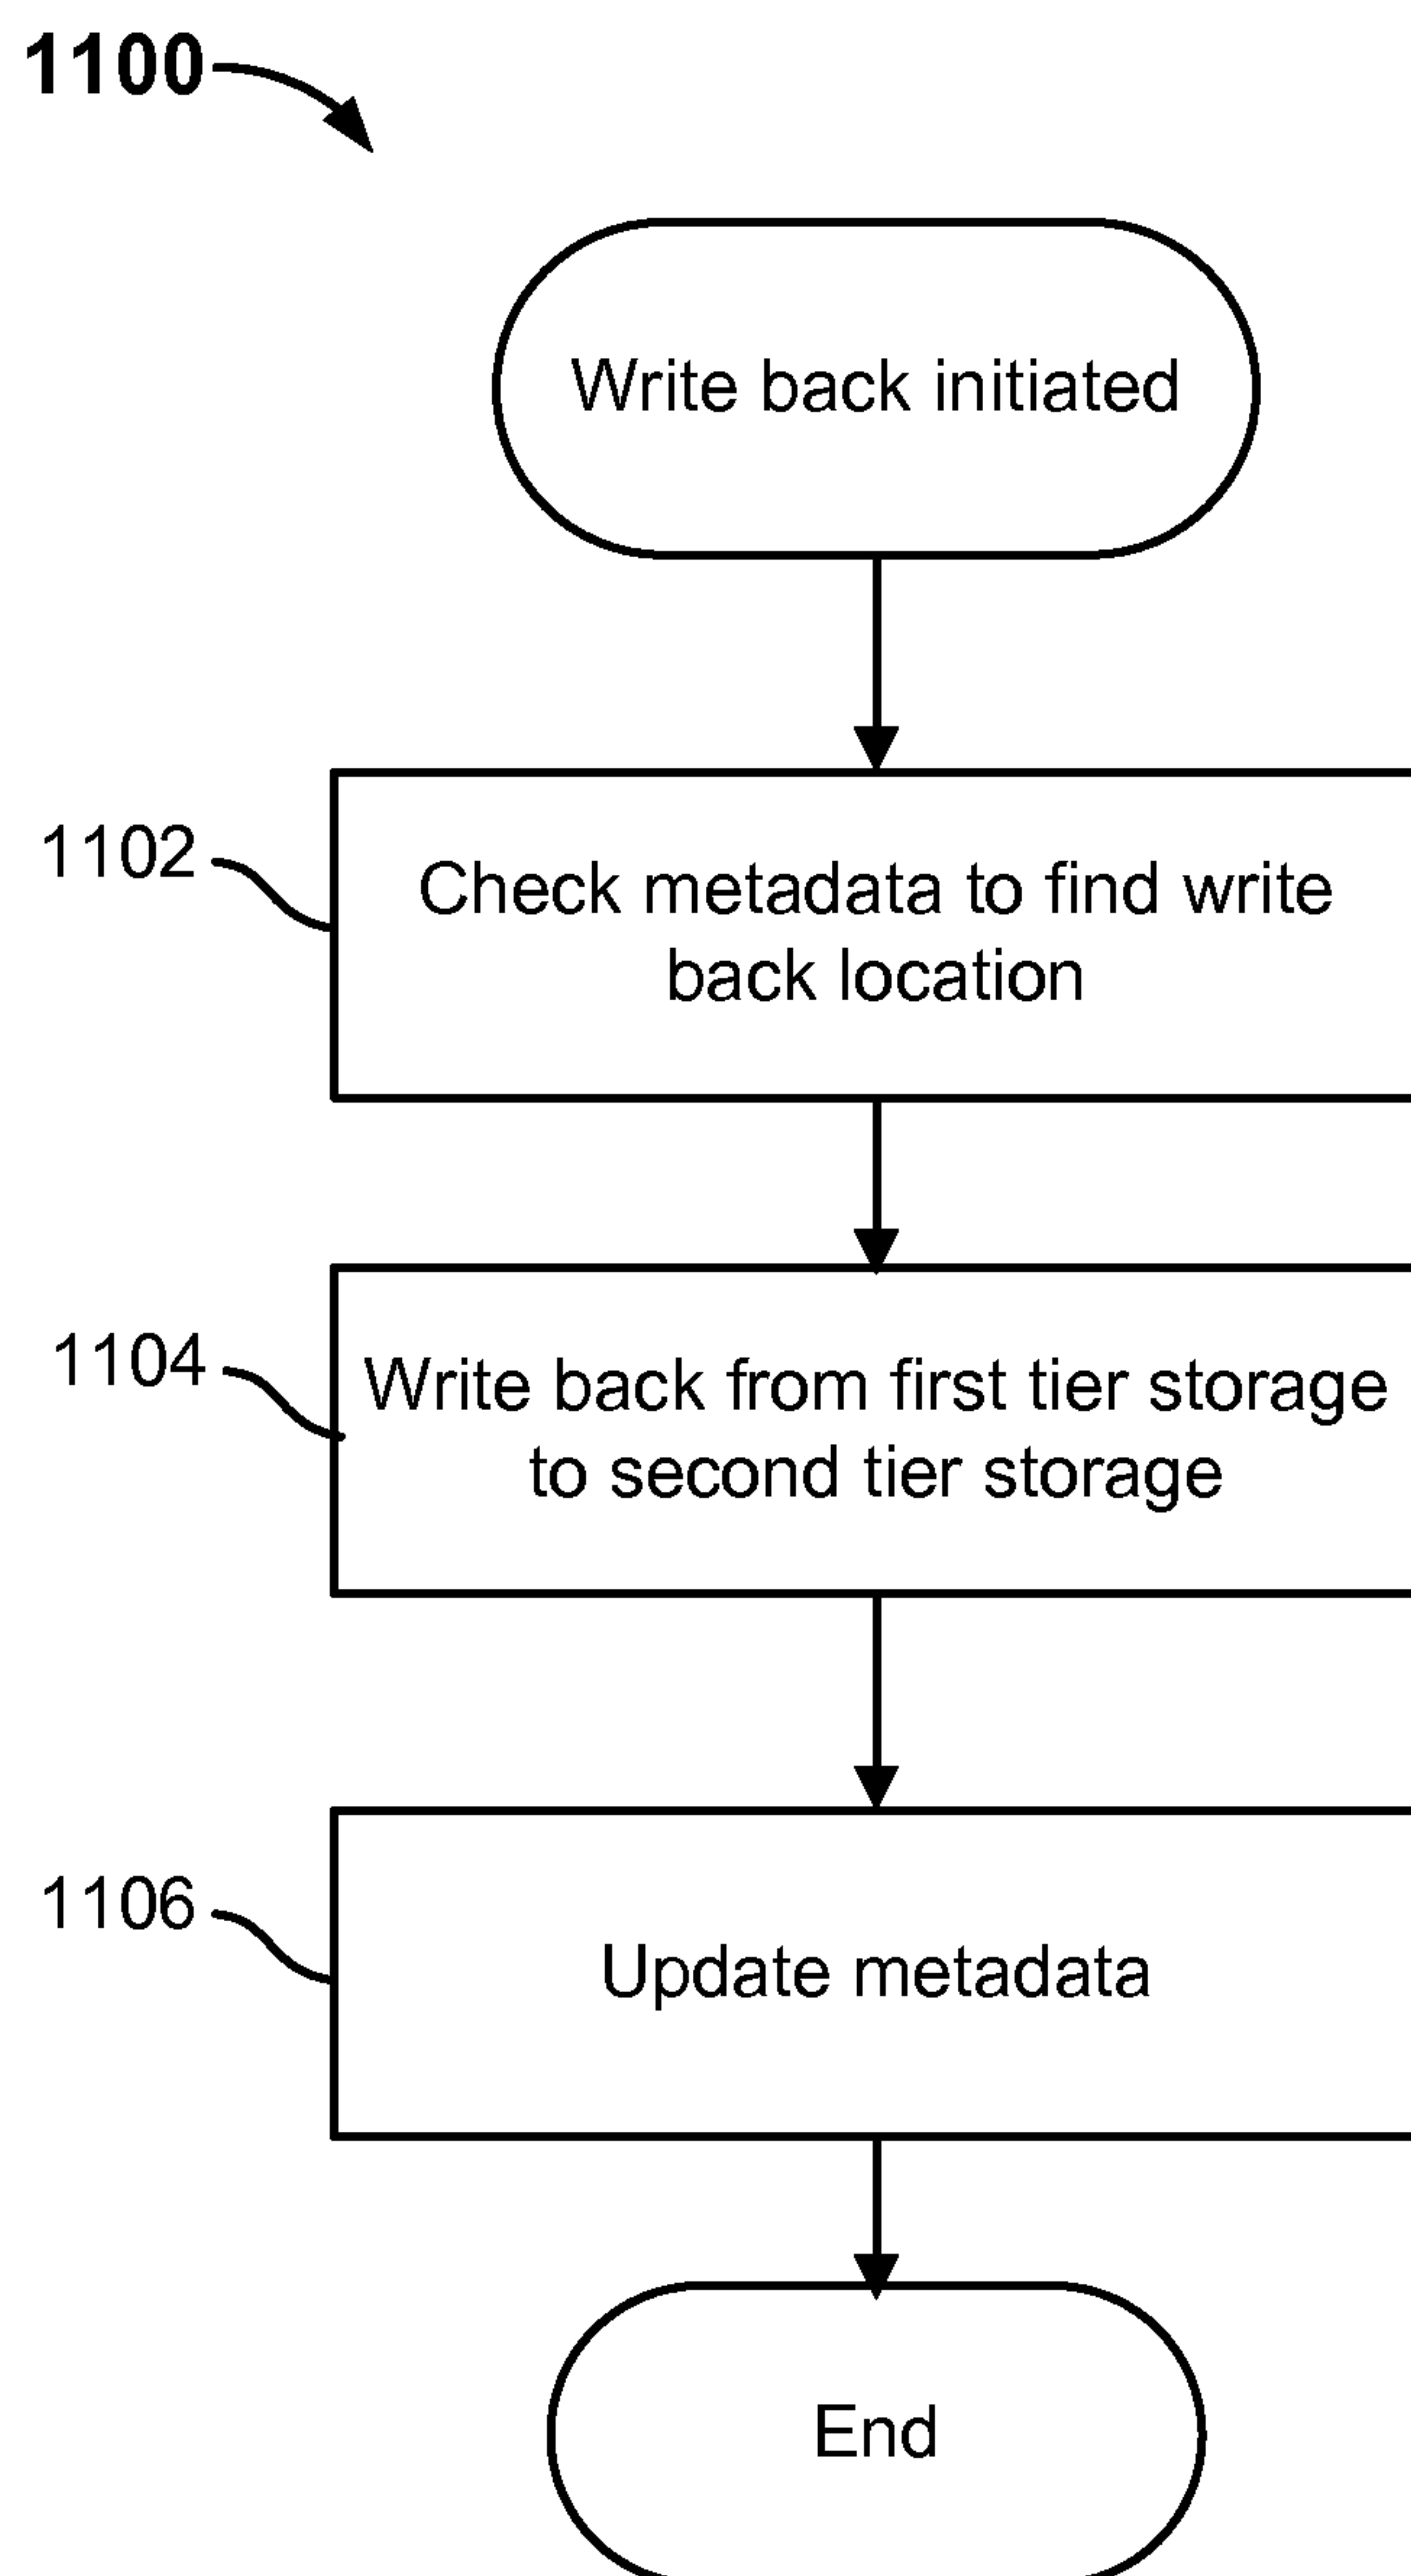 1100
Write back initiated
1102
Check metadata to find write
back location
1104
Write back from first tier storage
to second tier storage
1106
Update metadata
End